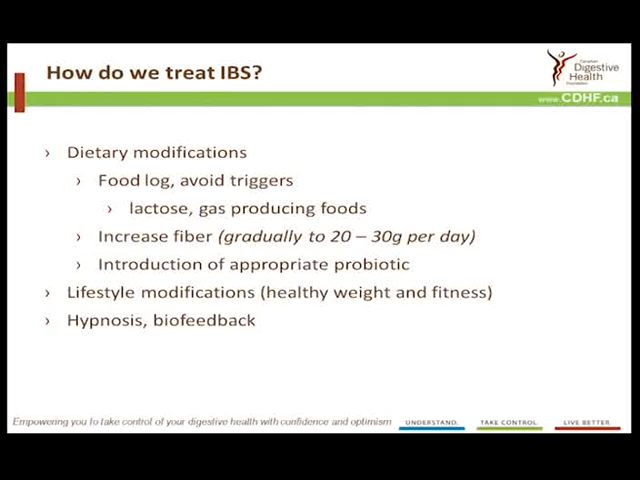 How do we treat IBS?
Canadian
Digestive
Health
Foundation
www.CDHF.ca
› Dietary modifications
› Food log, avoid triggers
› lactose, gas producing foods
› Increase fiber (gradually to 20 – 30g per day)
› Introduction of appropriate probiotic
› Lifestyle modifications (healthy weight and fitness)
› Hypnosis, biofeedback
Empowering you to take control of your digestive health with confidence and optimism
UNDERSTAND. TAKE CONTROL. LIVE BETTER.